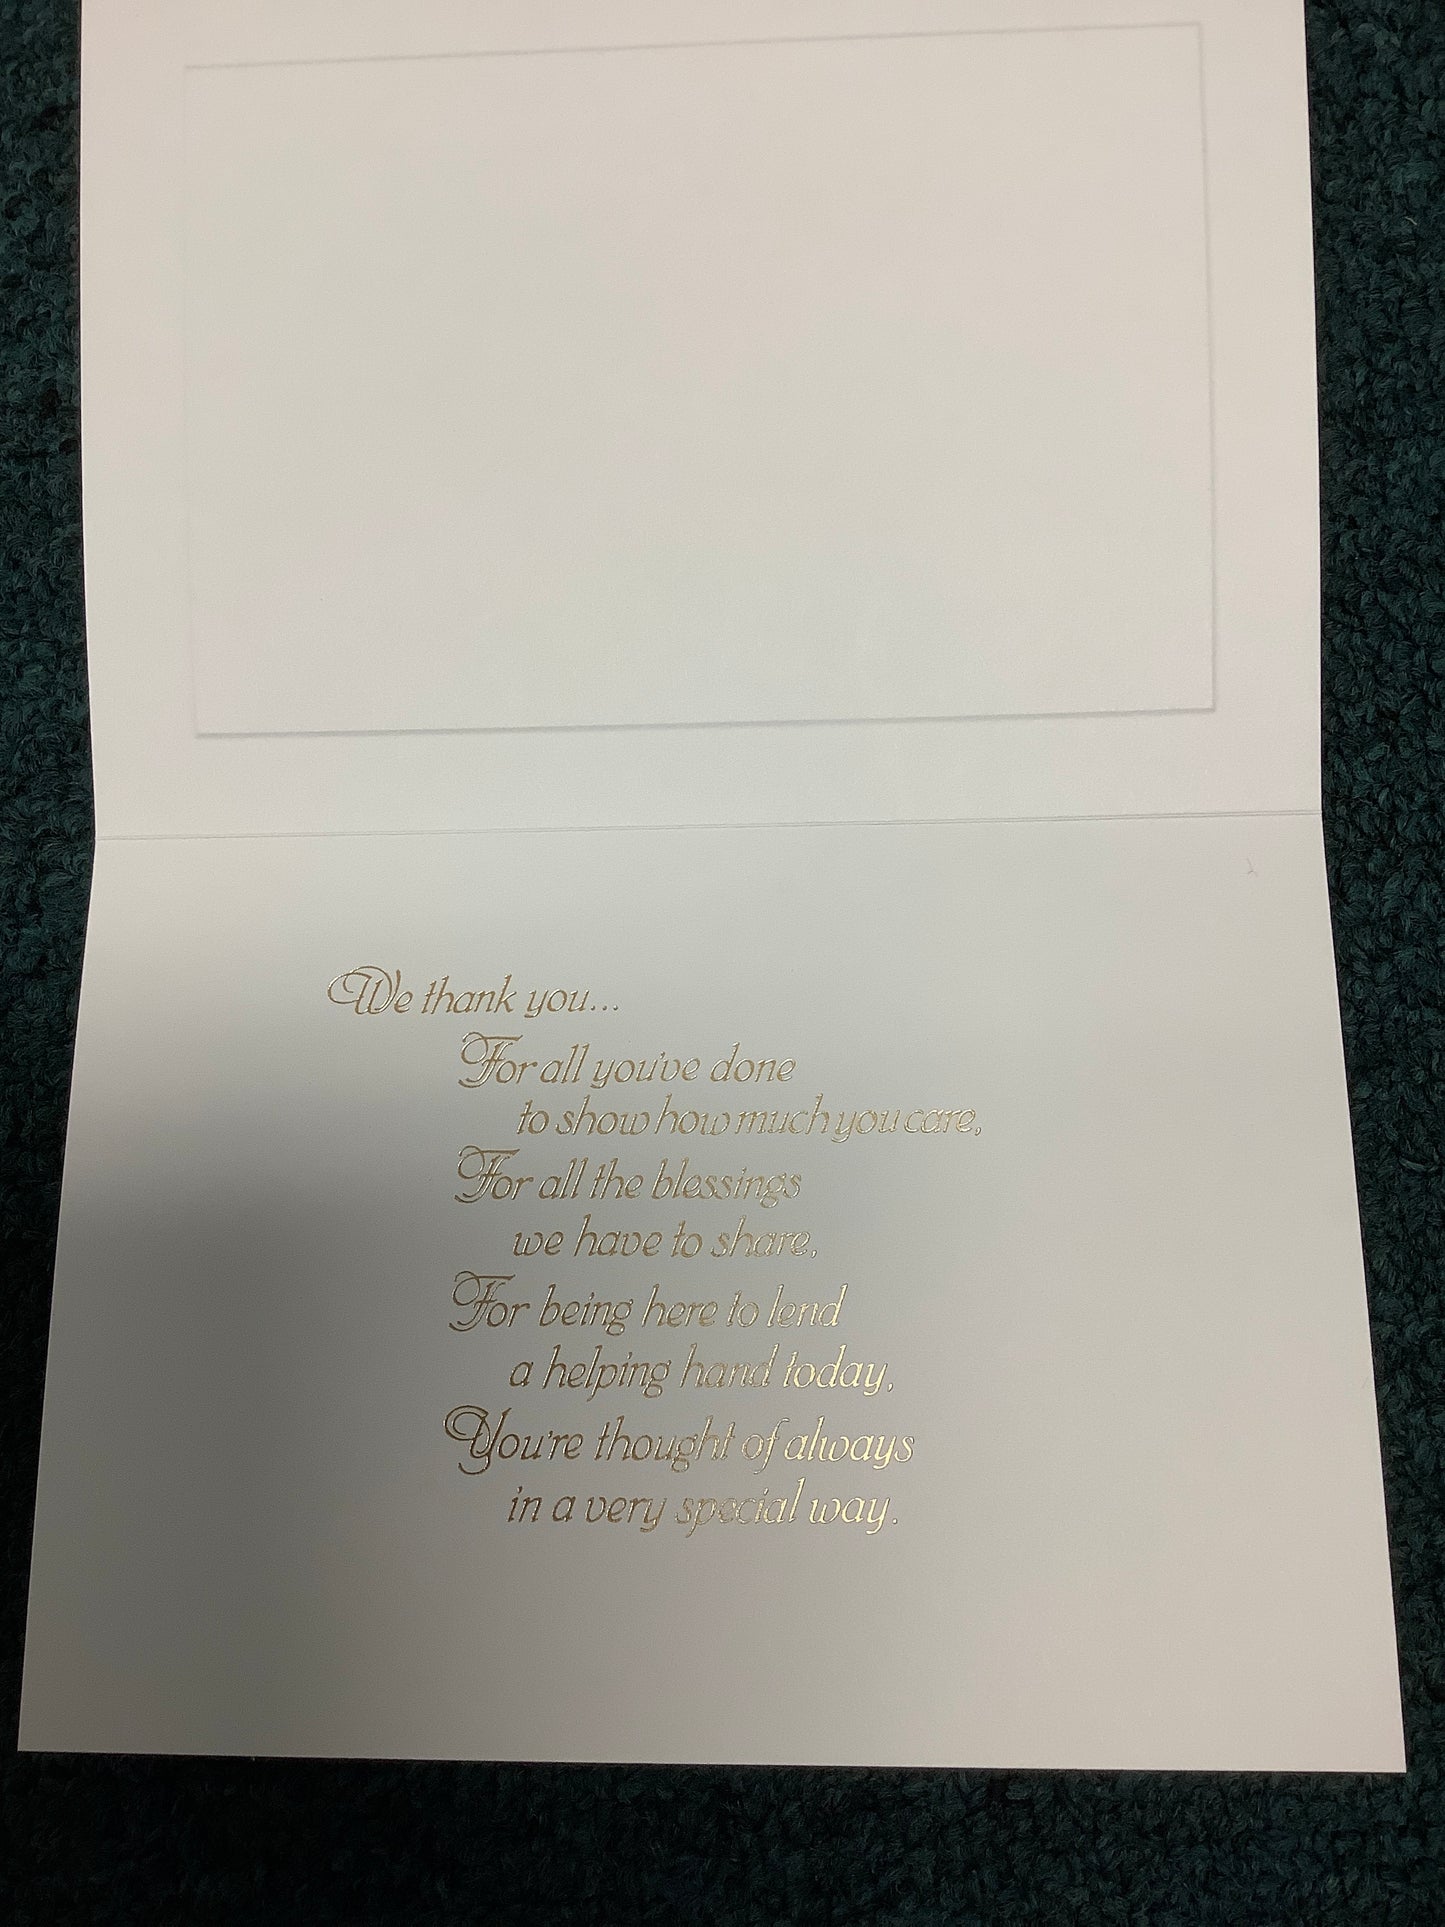 We thank you...
For all you've done
to show how much you care,
For all the blessings
we have to share,
For being here to lend
a helping hand today,
You're thought of always
in a very special way.